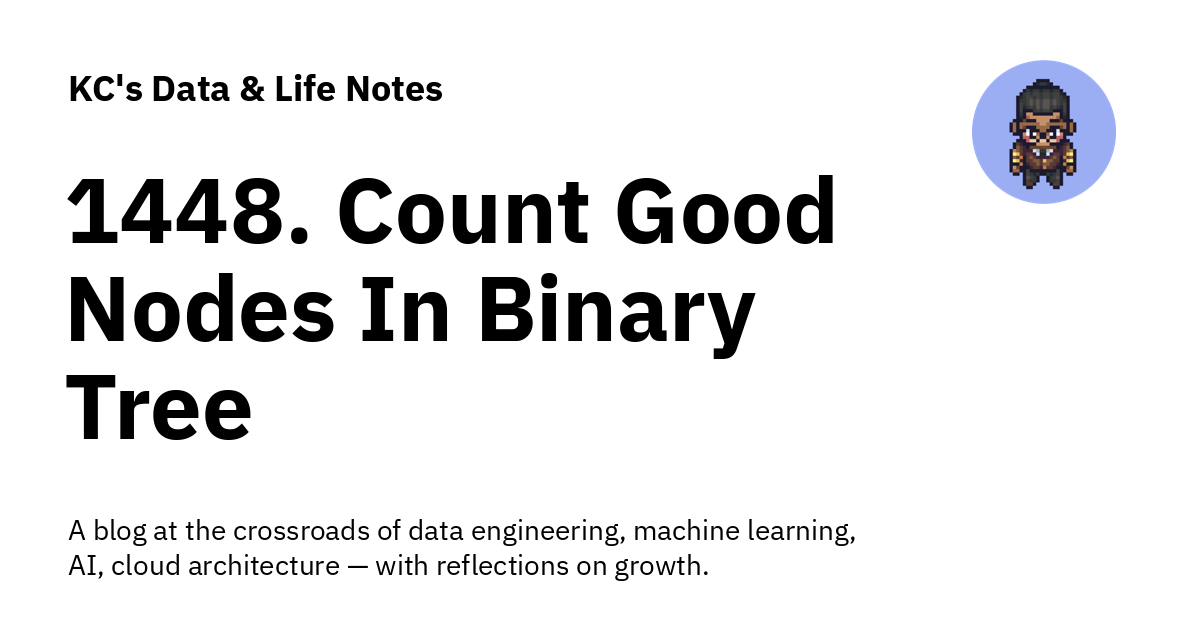 KC's Data & Life Notes
1448. Count Good
Nodes In Binary
Tree
A blog at the crossroads of data engineering, machine learning,
AI, cloud architecture — with reflections on growth.